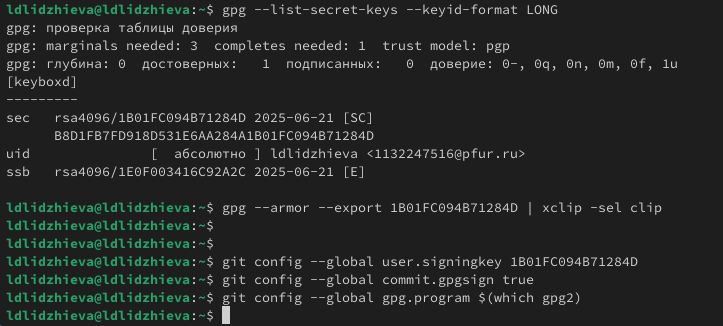 ldlidzhieva@ldlidzhieva:~$ gpg --list-secret-keys --keyid-format LONG
gpg: проверка таблицы доверия
gpg: marginals needed: 3  completes needed: 1  trust model: pgp
gpg: глубина: 0  достоверных:   1  подписанных:   0  доверие: 0-, 0q, 0n, 0m, 0f, 1u
[keyboxd]
---------
sec   rsa4096/1B01FC094B71284D 2025-06-21 [SC]
      B8D1FB7FD918D531E6AA284A1B01FC094B71284D
uid               [  абсолютно ] ldlidzhieva <1132247516@pfur.ru>
ssb   rsa4096/1E0F003416C92A2C 2025-06-21 [E]

ldlidzhieva@ldlidzhieva:~$ gpg --armor --export 1B01FC094B71284D | xclip -sel clip
ldlidzhieva@ldlidzhieva:~$
ldlidzhieva@ldlidzhieva:~$
ldlidzhieva@ldlidzhieva:~$ git config --global user.signingkey 1B01FC094B71284D
ldlidzhieva@ldlidzhieva:~$ git config --global commit.gpgsign true
ldlidzhieva@ldlidzhieva:~$ git config --global gpg.program $(which gpg2)
ldlidzhieva@ldlidzhieva:~$